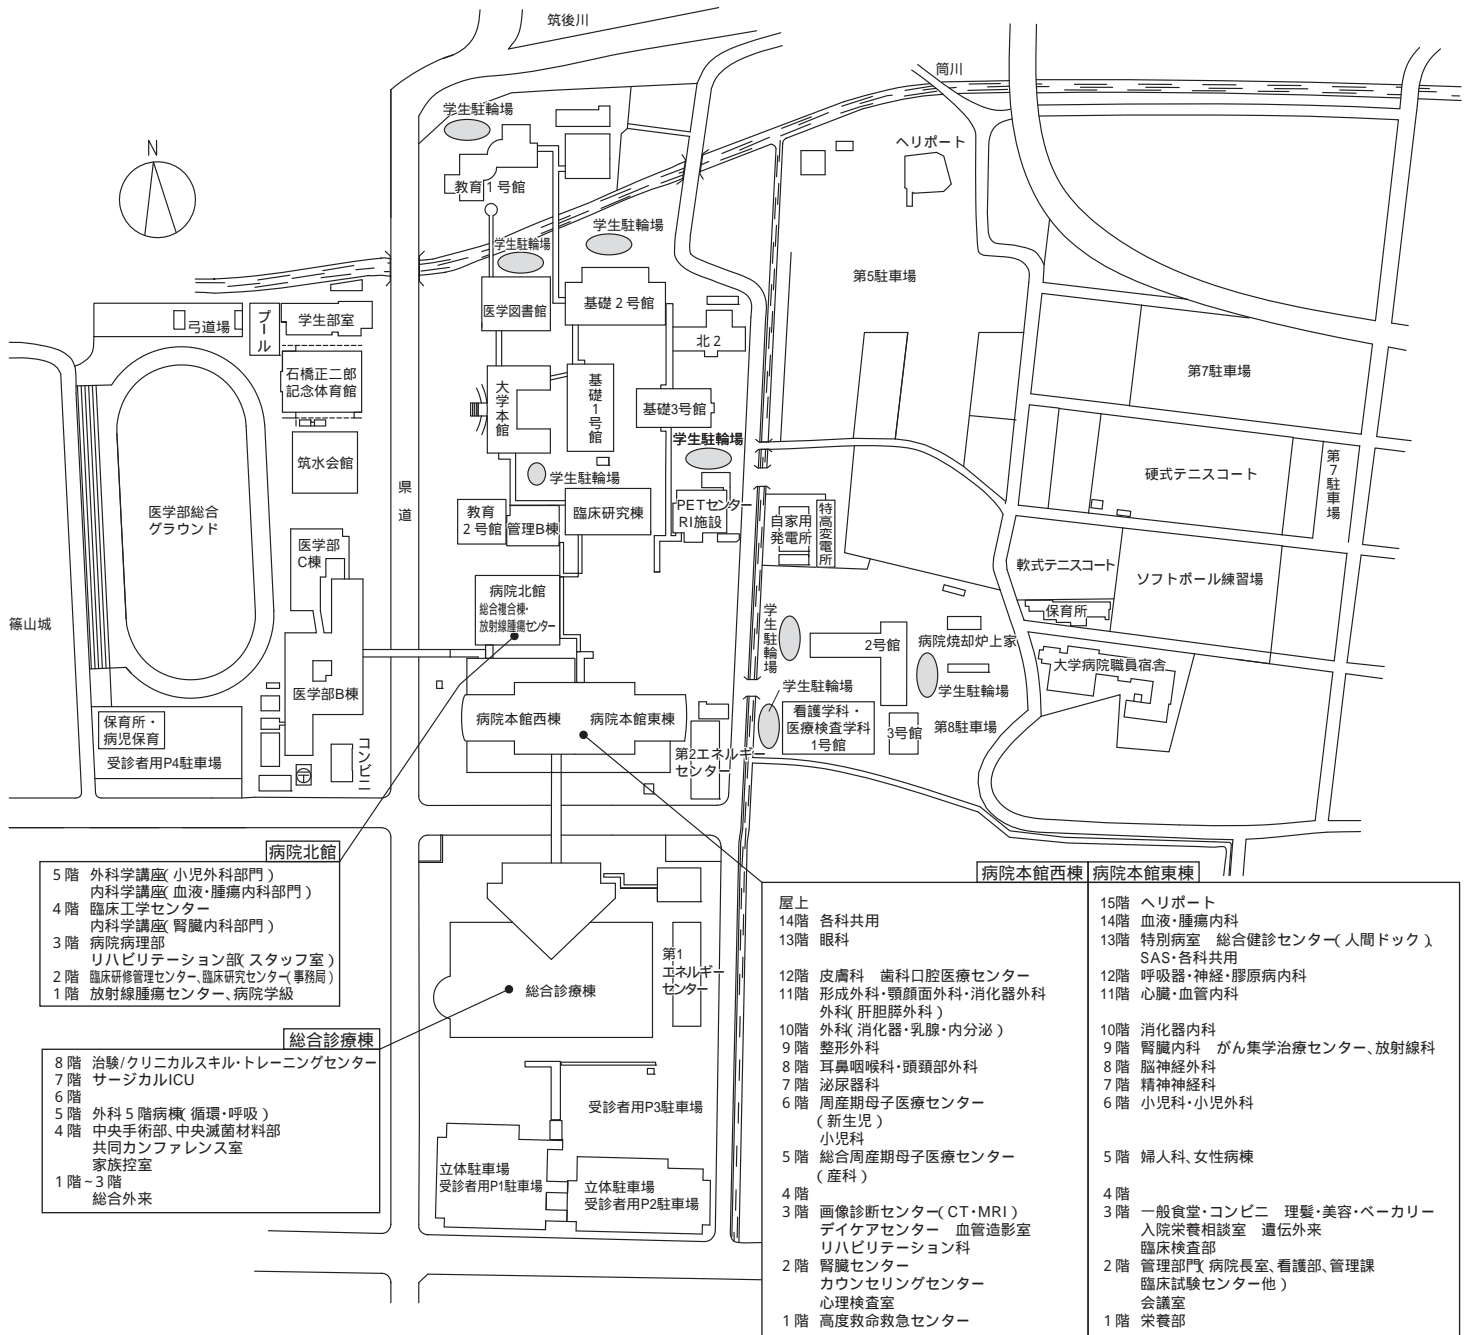 筑後川
筒川
学生駐輪場
N
ヘリポート
教育1号館
学生駐輪場
学生駐輪場
第5駐車場
医学図書館
基礎2号館
弓道場
プール
学生部室
北2
石橋正二郎
記念体育館
大学本館
基礎1号館
基礎3号館
第7駐車場
学生駐輪場
筑水会館
学生駐輪場
硬式テニスコート
第7駐車場
県道
医学部総合
グラウンド
教育
2号館
管理B棟
臨床研究棟
PETセンター
RI施設
自家用
発電所
特高変電所
医学部
C棟
軟式テニスコート
ソフトボール練習場
病院北館
総合複合棟・
放射線腫瘍センター
保育所
篠山城
学生駐輪場
2号館
病院焼却炉上家
大学病院職員宿舎
医学部B棟
学生駐輪場
学生駐輪場
保育所・
病児保育
病院本館西棟
病院本館東棟
看護学科・
医療検査学科
1号館
3号館
第8駐車場
受診者用P4駐車場
コンビニ
第2エネルギー
センター
病院北館
5階 外科学講座(小児外科部門)
内科学講座(血液・腫瘍内科部門)
4階 臨床工学センター
内科学講座(腎臓内科部門)
3階 病院病理部
リハビリテーション部(スタッフ室)
2階 臨床研修管理センター、臨床研究センター(事務局)
1階 放射線腫瘍センター、病院学級
第1
エネルギー
センター
総合診療棟
総合診療棟
8階 治験/クリニカルスキル・トレーニングセンター
7階 サージカルICU
6階
5階 外科5階病棟(循環・呼吸)
4階 中央手術部、中央滅菌材料部
共同カンファレンス室
家族控室
1階~3階
総合外来
受診者用P3駐車場
立体駐車場
受診者用P1駐車場
立体駐車場
受診者用P2駐車場
病院本館西棟
屋上
14階 各科共用
13階 眼科
12階 皮膚科 歯科口腔医療センター
11階 形成外科・顎顔面外科・消化器外科
外科(肝胆膵外科)
10階 外科(消化器・乳腺・内分泌)
9階 整形外科
8階 耳鼻咽喉科・頭頸部外科
7階 泌尿器科
6階 周産期母子医療センター
(新生児)
小児科
5階 総合周産期母子医療センター
(産科)
4階
3階 画像診断センター(CT・MRI)
デイケアセンター 血管造影室
リハビリテーション科
2階 腎臓センター
カウンセリングセンター
心理検査室
1階 高度救命救急センター
病院本館東棟
15階 ヘリポート
14階 血液・腫瘍内科
13階 特別病室 総合健診センター(人間ドック)、
SAS・各科共用
12階 呼吸器・神経・膠原病内科
11階 心臓・血管内科
10階 消化器内科
9階 腎臓内科 がん集学治療センター、放射線科
8階 脳神経外科
7階 精神神経科
6階 小児科・小児外科
5階 婦人科、女性病棟
4階
3階 一般食堂・コンビニ 理髪・美容・ベーカリー
入院栄養相談室 遺伝外来
臨床検査部
2階 管理部門(病院長室、看護部、管理課
臨床試験センター他)
会議室
1階 栄養部